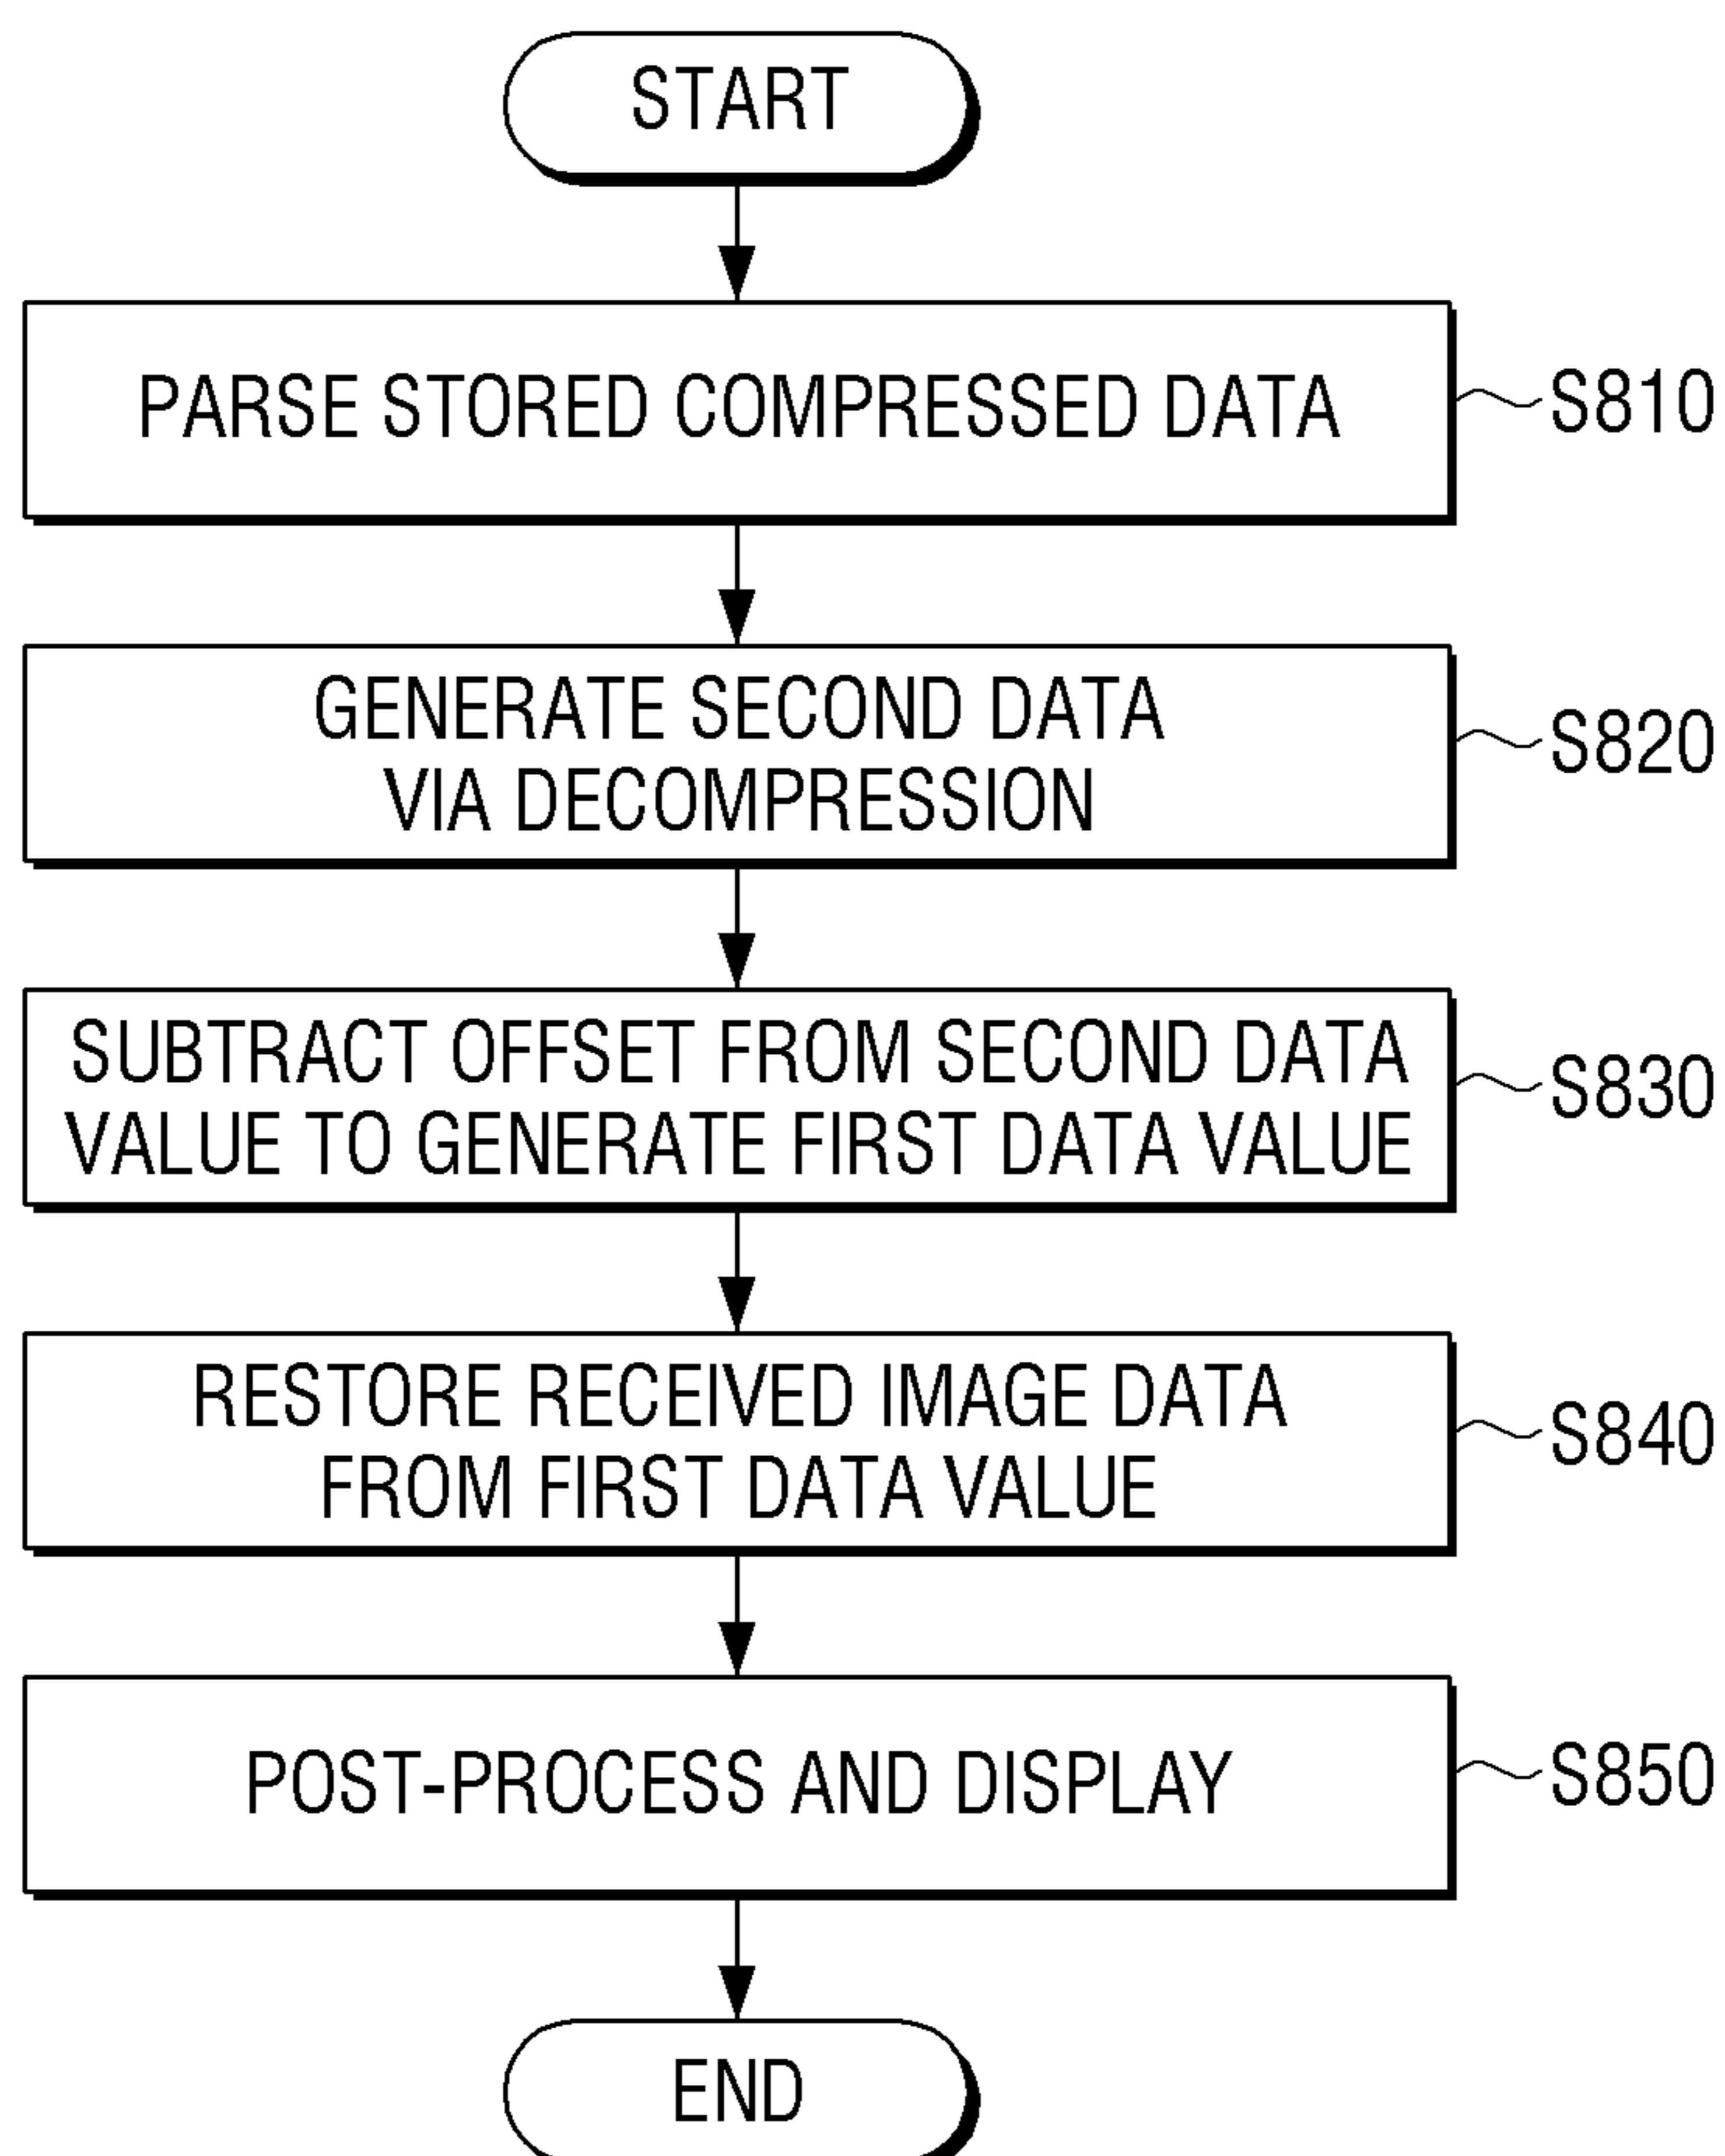 START
PARSE STORED COMPRESSED DATA
S810
GENERATE SECOND DATA
VIA DECOMPRESSION
S820
SUBTRACT OFFSET FROM SECOND DATA
VALUE TO GENERATE FIRST DATA VALUE
S830
RESTORE RECEIVED IMAGE DATA
FROM FIRST DATA VALUE
S840
POST-PROCESS AND DISPLAY
S850
END